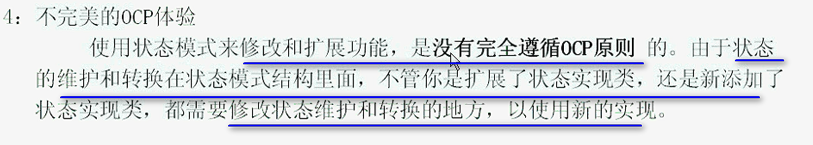 4：不完美的OCP体验
使用状态模式来修改和扩展功能，是没有完全遵循OCP原则 的。由于状态
的维护和转换在状态模式结构里面，不管你是扩展了状态实现类，还是新添加了
状态实现类，都需要修改状态维护和转换的地方，以使用新的实现。